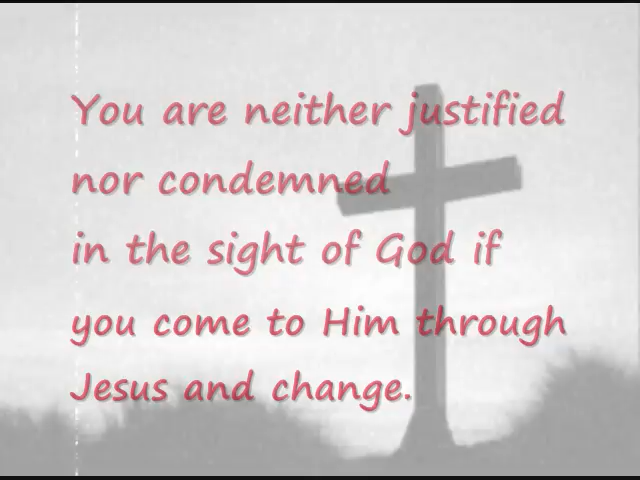 You are neither justified
nor condemned
in the sight of God if
you come to Him through
Jesus and change.